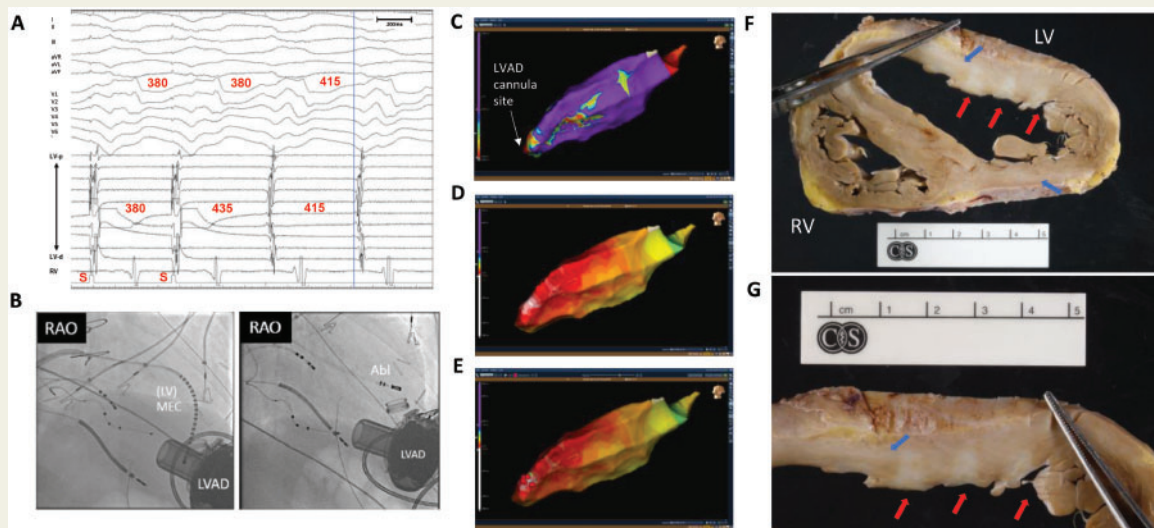 A
200ms
I
II
III
aVR
aVL
aVF
380 380 415
V1
V2
V3
V4
V5
V6
LV-p
380 435 415
LV-d
RV
S S
B
RAO
(LV)
MEC
LVAD
RAO
Abl
LVAD
C
LVAD
cannula
site
D
E
F
LV
RV
cm 1 2 3 4 5
CS
G
cm 1 2 3 4 5
CS